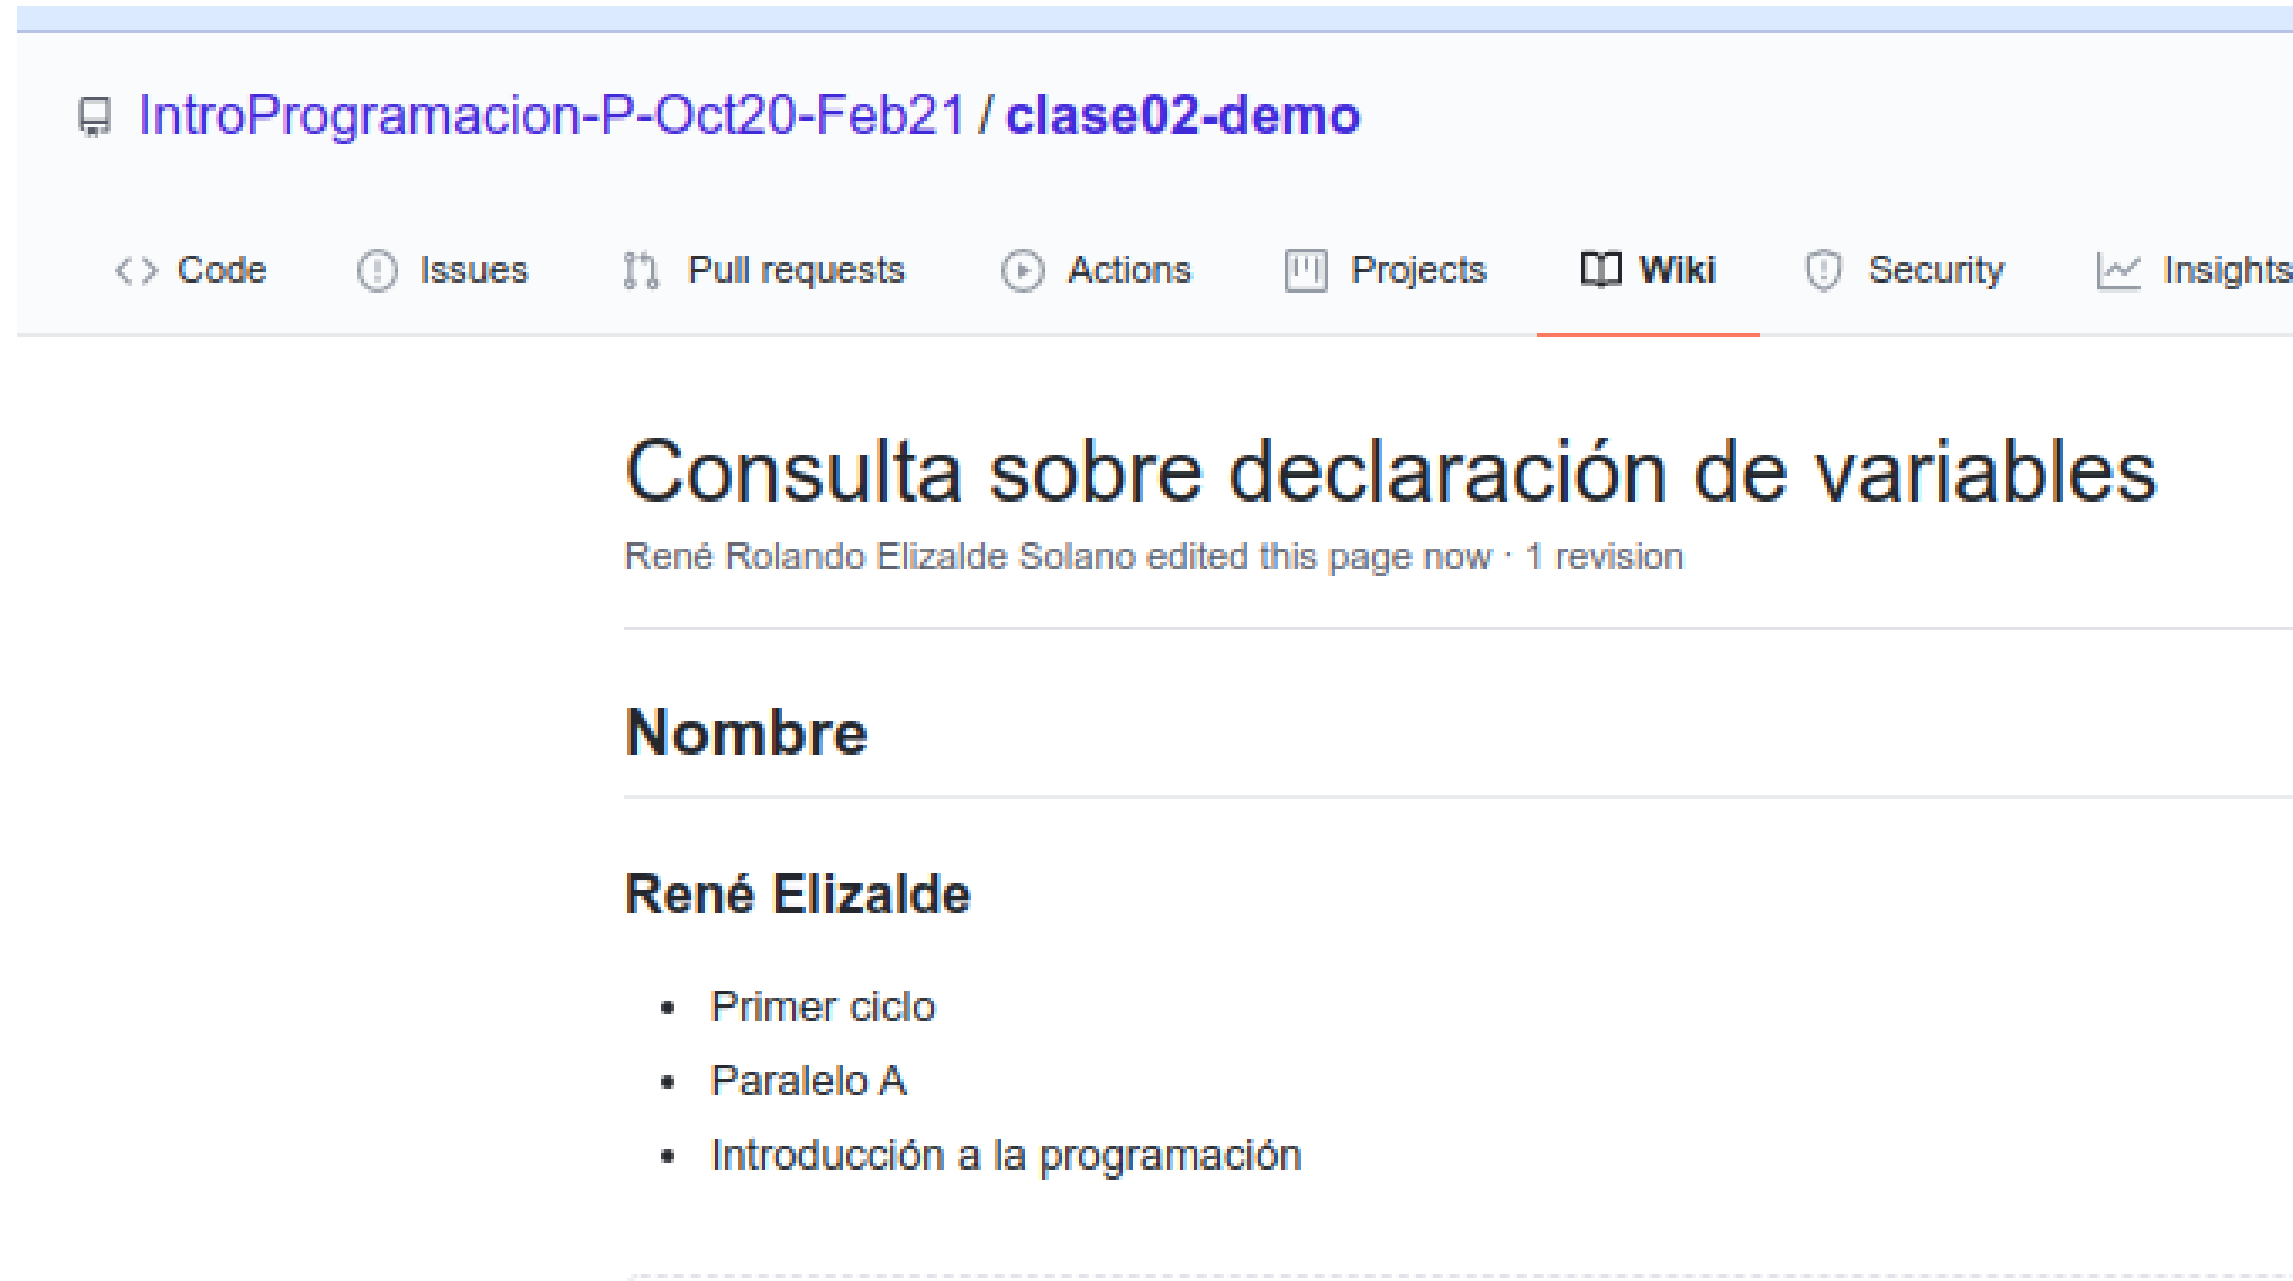 IntroProgramacion-P-Oct20-Feb21 / clase02-demo
Code Issues Pull requests Actions Projects Wiki Security Insights
Consulta sobre declaración de variables
René Rolando Elizalde Solano edited this page now · 1 revision
Nombre
René Elizalde
• Primer ciclo
• Paralelo A
• Introducción a la programación